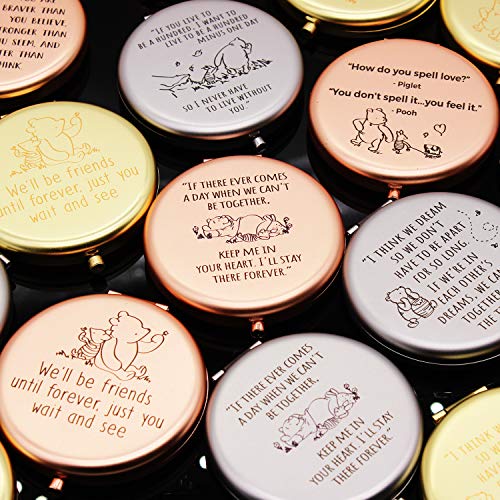 BRAVER THAN
YOU BELIEVE,
STRONGER THAN
YOU SEEM, AND
TER THAN
THINK.
"IF YOU LIVE TO
BE A HUNDRED, I WANT TO
LIVE TO BE A HUNDRED
MINUS ONE DAY
SO I NEVER HAVE
TO LIVE WITHOUT
YOU."
"How do you spell love?"
- Piglet
"You don't spell it...you feel it."
- Pooh
We'll be friends
until forever, just you
wait and see
"IF THERE EVER COMES
A DAY WHEN WE CAN'T
BE TOGETHER,
KEEP ME IN
YOUR HEART. I'LL STAY
THERE FOREVER."
"I THINK WE DREAM
SO WE DON'T
HAVE TO BE APART
FOR SO LONG.
IF WE'RE IN
EACH OTHER'S
DREAMS, WE
THE
We'll be friends
until forever, just you
wait and see
"IF THERE EVER COMES
A DAY WHEN WE CAN'T
BE TOGETHER,
KEEP ME IN
YOUR HEART. I'LL STAY
THERE FOREVER."